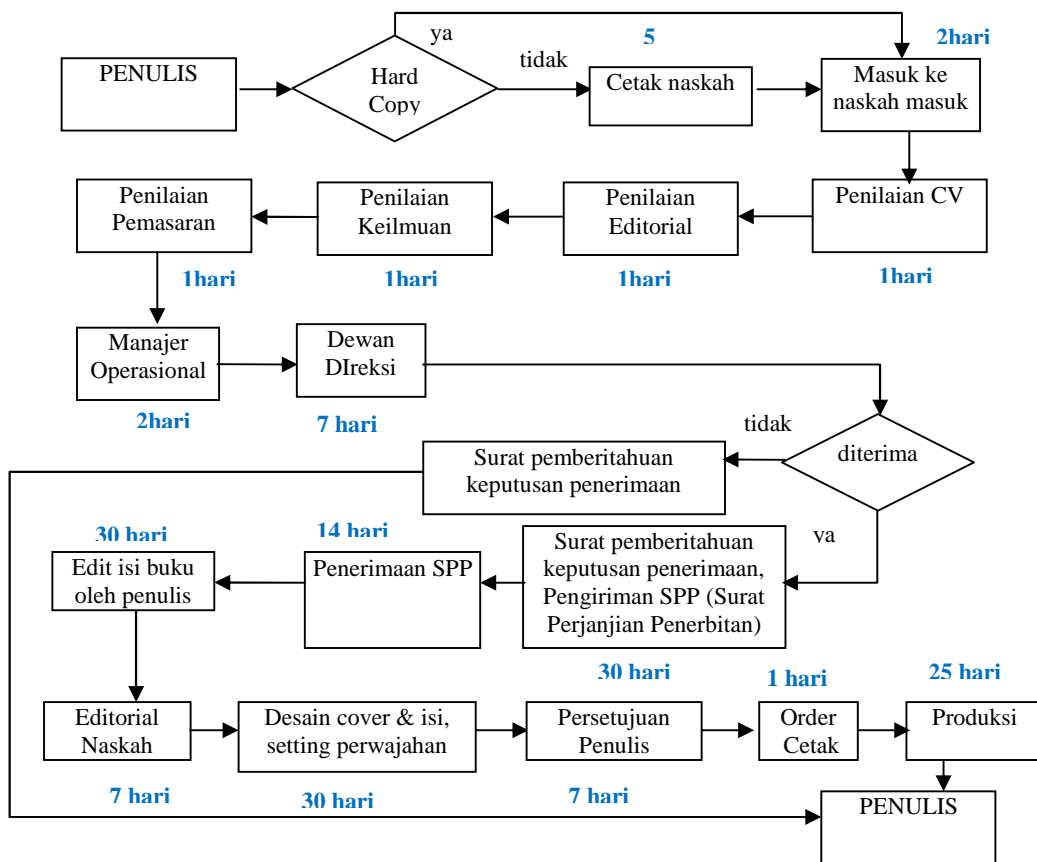 ya
5
2hari
PENULIS
Hard
Copy
tidak
Cetak naskah
Masuk ke
naskah masuk
Penilaian
Pemasaran
Penilaian
Keilmuan
Penilaian
Editorial
Penilaian CV
1hari
1hari
1hari
1hari
Manajer
Operasional
Dewan
DIreksi
2hari
7 hari
tidak
diterima
Surat pemberitahuan
keputusan penerimaan
ya
30 hari
14 hari
Edit isi buku
oleh penulis
Penerimaan SPP
Surat pemberitahuan
keputusan penerimaan,
Pengiriman SPP (Surat
Perjanjian Penerbitan)
30 hari
1 hari
25 hari
Editorial
Naskah
Desain cover & isi,
setting perwajahan
Persetujuan
Penulis
Order
Cetak
Produksi
7 hari
30 hari
7 hari
PENULIS